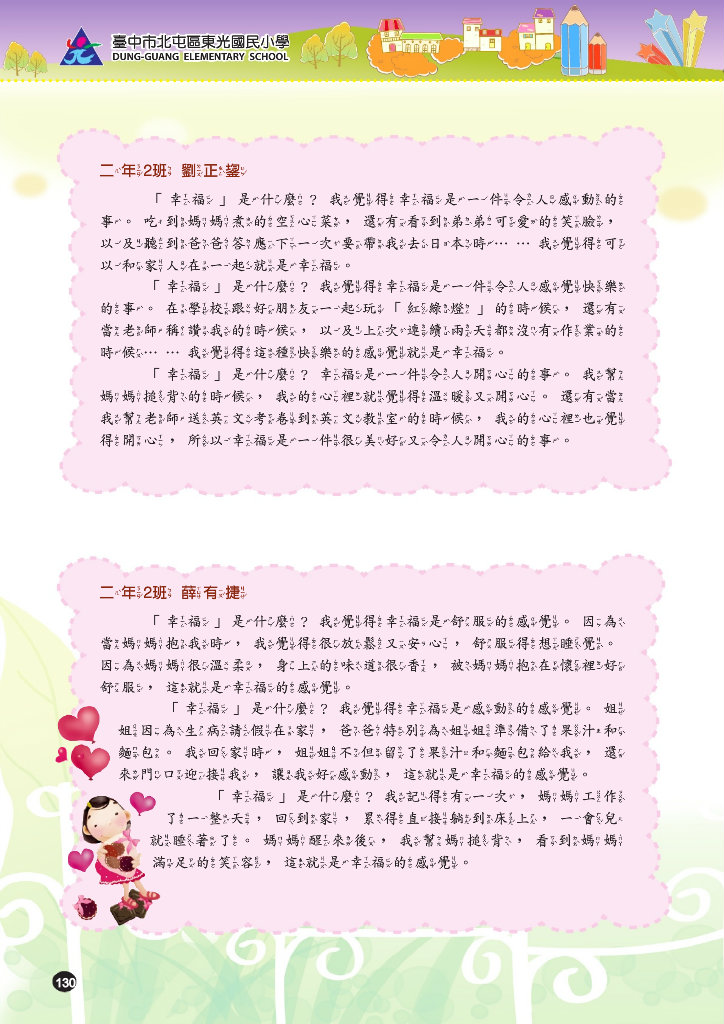 臺中市北屯區東光國民小學
DUNG-GUANG ELEMENTARY SCHOOL
二年2班 劉正鋆
「幸福」是什麼？我覺得幸福是一件令人感動的
事。吃到媽媽煮的空心菜，還有看到弟弟可愛的笑臉，
以及聽到爸爸答應下一次要帶我去日本時……我覺得可
以和家人在一起就是幸福。
「幸福」是什麼？我覺得幸福是一件令人感覺快樂
的事。在學校跟好朋友一起玩「紅綠燈」的時候，還有
當老師稱讚我的時候，以及上次連續兩天都沒有作業的
時候……我覺得這種快樂的感覺就是幸福。
「幸福」是什麼？幸福是一件令人開心的事。我幫
媽媽搥背的時候，我的心裡就覺得溫暖又開心。還有當
我幫老師送英文考卷到英文教室的時候，我的心裡也覺
得開心，所以幸福是一件很美好又令人開心的事。
二年2班 薛有捷
「幸福」是什麼？我覺得幸福是舒服的感覺。因為
當媽媽抱我時，我覺得很放鬆又安心，舒服得想睡覺。
因為媽媽很溫柔，身上的味道很香，被媽媽抱在懷裡好
舒服，這就是幸福的感覺。
「幸福」是什麼？我覺得幸福是感動的感覺。姐
姐因為生病請假在家，爸爸特別為姐姐準備了果汁和
麵包。我回家時，姐姐不但留了果汁和麵包給我，還
來門口迎接我，讓我好感動，這就是幸福的感覺。
「幸福」是什麼？我記得有一次，媽媽工作
了一整天，回到家，累得直接躺到床上，一會兒
就睡著了。媽媽醒來後，我幫媽搥背，看到媽媽
滿足的笑容，這就是幸福的感覺。
130